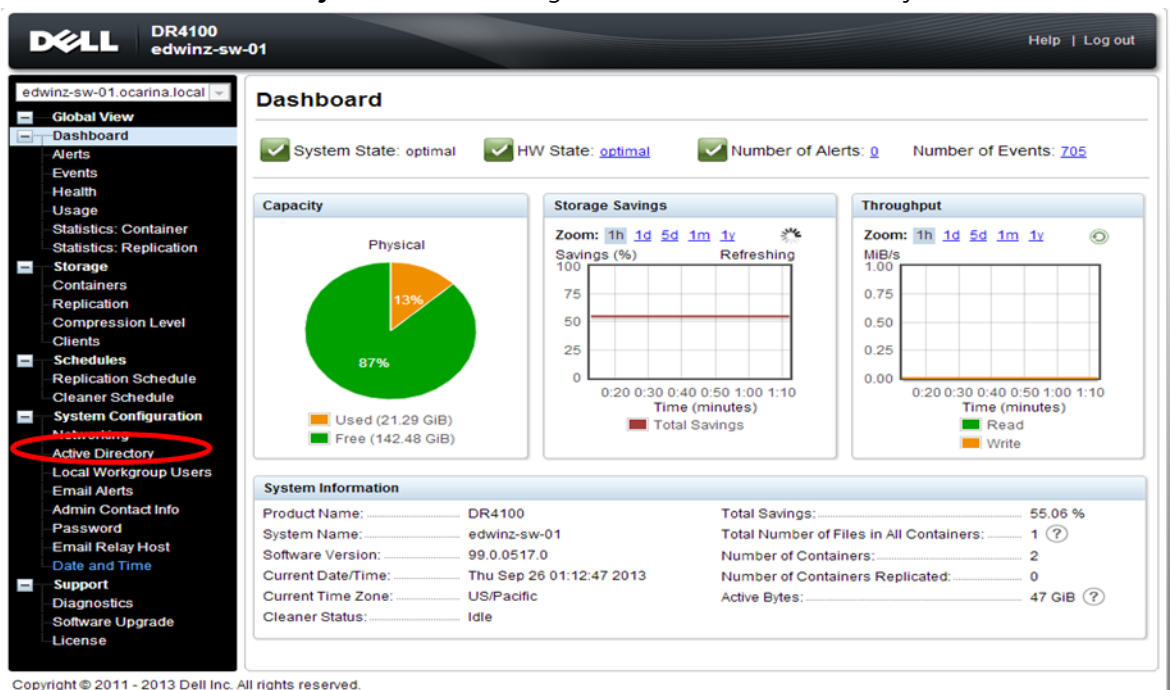 DELL
DR4100
edwinz-sw-01
Help | Log out
edwinz-sw-01.ocarina.local
Global View
Dashboard
Alerts
Events
Health
Usage
Statistics: Container
Statistics: Replication
Storage
Containers
Replication
Compression Level
Clients
Schedules
Replication Schedule
Cleaner Schedule
System Configuration
Networking
Active Directory
Local Workgroup Users
Email Alerts
Admin Contact Info
Password
Email Relay Host
Date and Time
Support
Diagnostics
Software Upgrade
License
Dashboard
System State: optimal HW State: optimal Number of Alerts: 0 Number of Events: 705
Capacity
Physical
13%
87%
Used (21.29 GiB)
Free (142.48 GiB)
Storage Savings
Zoom: 1h 1d 5d 1m 1y
Savings (%) Refreshing
100
75
50
25
0
0:20 0:30 0:40 0:50 1:00 1:10
Time (minutes)
Total Savings
Throughput
Zoom: 1h 1d 5d 1m 1y
MiB/s
1.00
0.75
0.50
0.25
0.00
0:20 0:30 0:40 0:50 1:00 1:10
Time (minutes)
Read
Write
System Information
Product Name: DR4100
System Name: edwinz-sw-01
Software Version: 99.0.0517.0
Current Date/Time: Thu Sep 26 01:12:47 2013
Current Time Zone: US/Pacific
Cleaner Status: Idle
Total Savings: 55.06 %
Total Number of Files in All Containers: 1 ?
Number of Containers: 2
Number of Containers Replicated: 0
Active Bytes: 47 GiB ?
Copyright © 2011 - 2013 Dell Inc. All rights reserved.